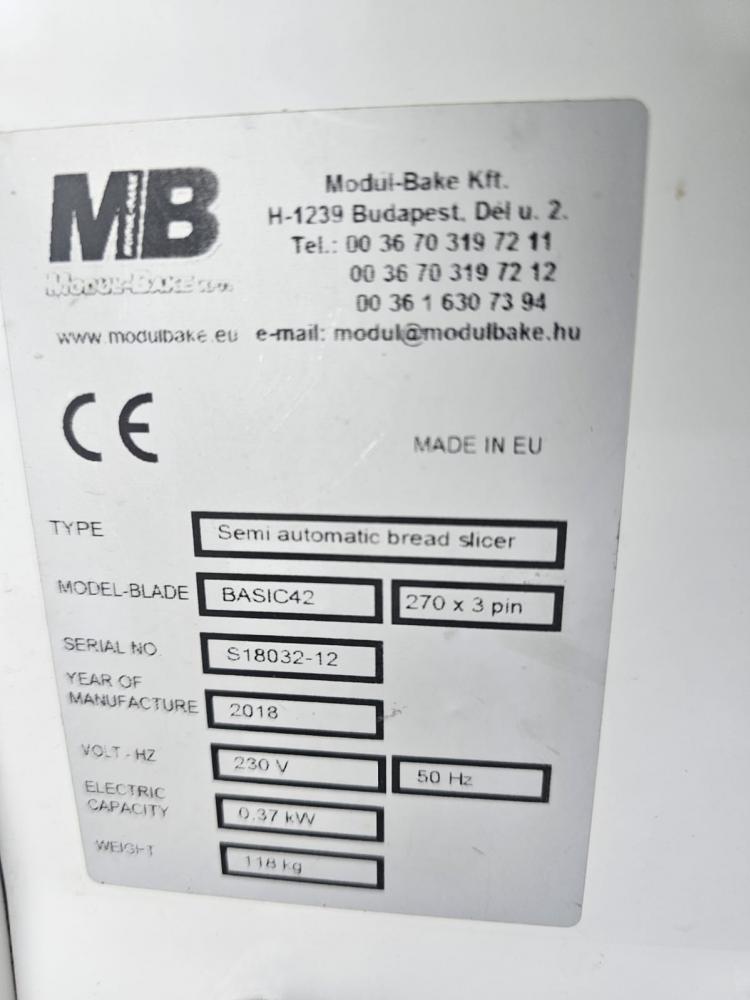 MB
MODUL-BAKE KFT.
Modul-Bake Kft.
H-1239 Budapest, Dél u. 2.
Tel.: 00 36 70 319 72 11
00 36 70 319 72 12
00 36 1 630 73 94
www.modulbake.eu e-mail: modul@modulbake.hu
CE
MADE IN EU
TYPE Semi automatic bread slicer
MODEL-BLADE BASIC42 270 x 3 pin
SERIAL NO. S18032-12
YEAR OF
MANUFACTURE 2018
VOLT - HZ 230 V 50 Hz
ELECTRIC
CAPACITY 0,37 kW
WEIGHT 118 kg